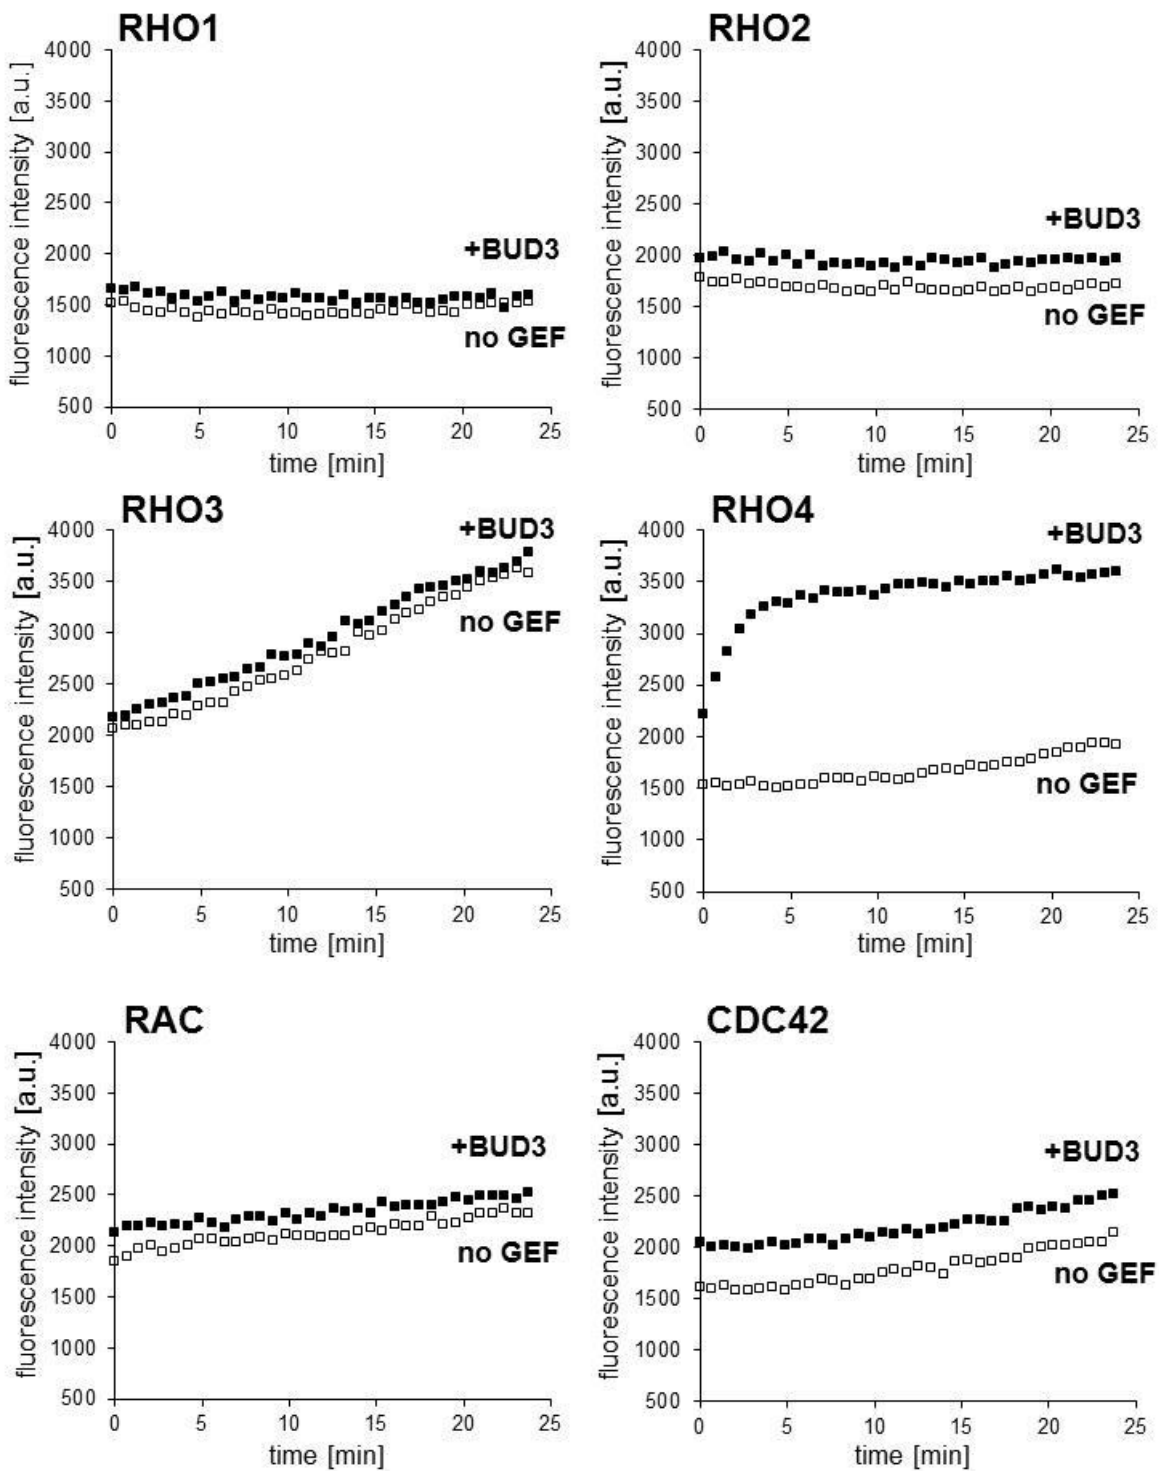 RHO1
fluorescence intensity [a.u.]
4000
3500
3000
2500
2000
1500
1000
500
+BUD3
no GEF
0 5 10 15 20 25
time [min]
RHO2
fluorescence intensity [a.u.]
4000
3500
3000
2500
2000
1500
1000
500
+BUD3
no GEF
0 5 10 15 20 25
time [min]
RHO3
fluorescence intensity [a.u.]
4000
3500
3000
2500
2000
1500
1000
500
+BUD3
no GEF
0 5 10 15 20 25
time [min]
RHO4
fluorescence intensity [a.u.]
4000
3500
3000
2500
2000
1500
1000
500
+BUD3
no GEF
0 5 10 15 20 25
time [min]
RAC
fluorescence intensity [a.u.]
4000
3500
3000
2500
2000
1500
1000
500
+BUD3
no GEF
0 5 10 15 20 25
time [min]
CDC42
fluorescence intensity [a.u.]
4000
3500
3000
2500
2000
1500
1000
500
+BUD3
no GEF
0 5 10 15 20 25
time [min]